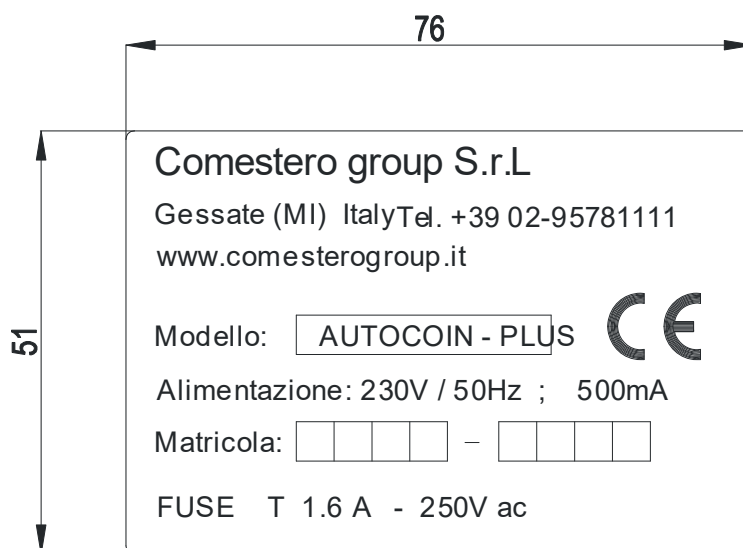 76
51
Comestero group S.r.L
Gessate (MI) Italy Tel. +39 02-95781111
www.comesterogroup.it
Modello: AUTOCOIN - PLUS CE
Alimentazione: 230V / 50Hz ; 500mA
Matricola: –
FUSE T 1.6 A - 250V ac